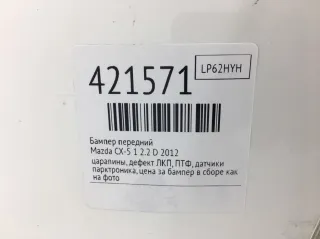 421571
LP62HYH
Бампер передний
Mazda CX-5 1 2.2 D 2012
царапины, дефект ЛКП, ПТФ, датчики
парктроника, цена за бампер в сборе как
на фото